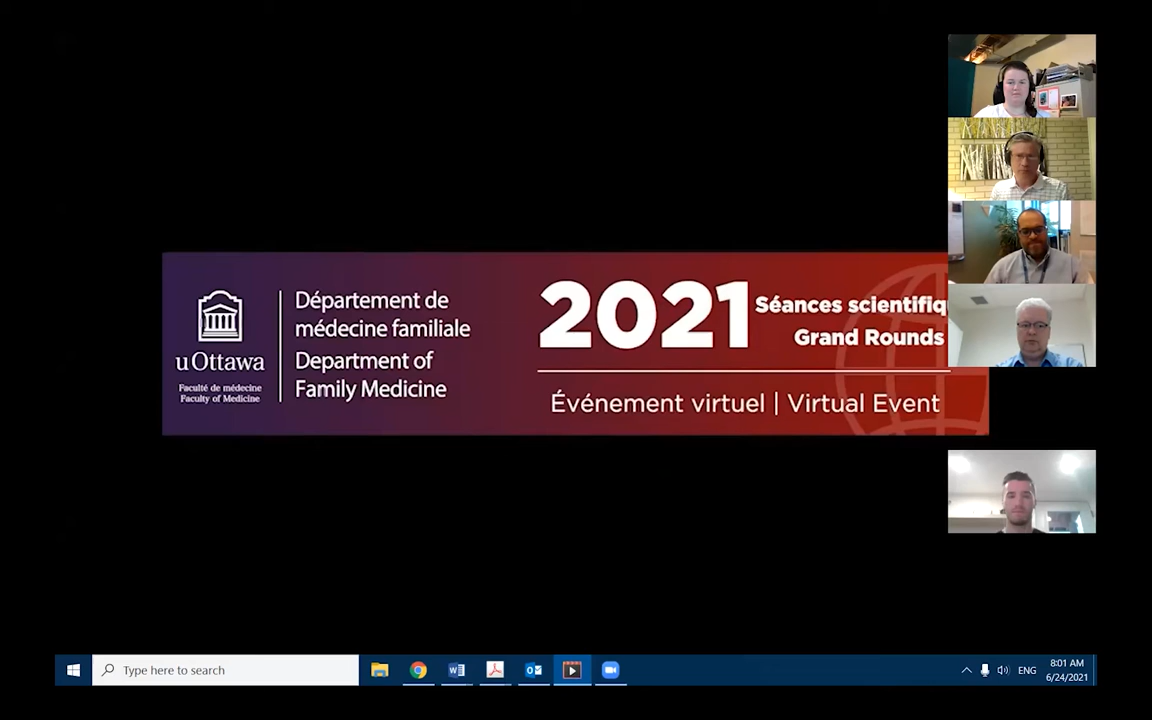 uOttawa
Faculté de médecine
Faculty of Medicine
Département de
médecine familiale
Department of
Family Medicine
2021
Séances scientifiq
Grand Rounds
Événement virtuel | Virtual Event
Type here to search
ENG
8:01 AM
6/24/2021